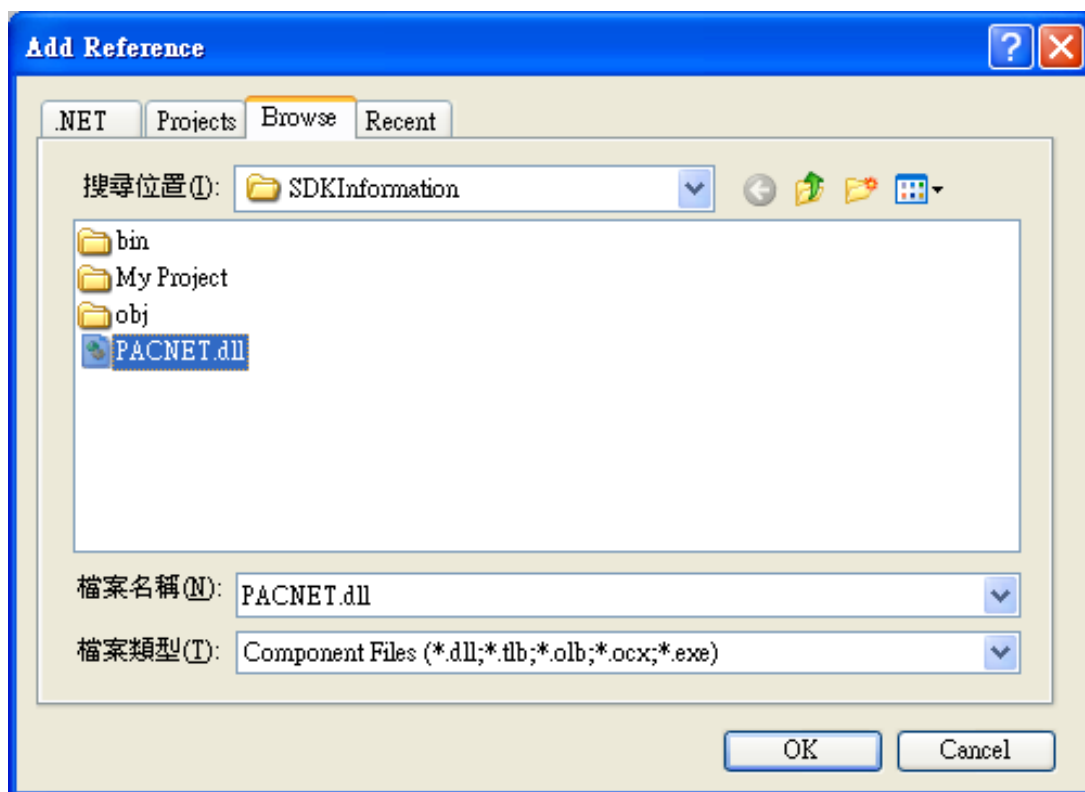 Add Reference
.NET Projects Browse Recent
搜尋位置(I): SDKInformation
bin
My Project
obj
PACNET.dll
檔案名稱(N): PACNET.dll
檔案類型(T): Component Files (*.dll;*.tlb;*.olb;*.ocx;*.exe)
OK Cancel